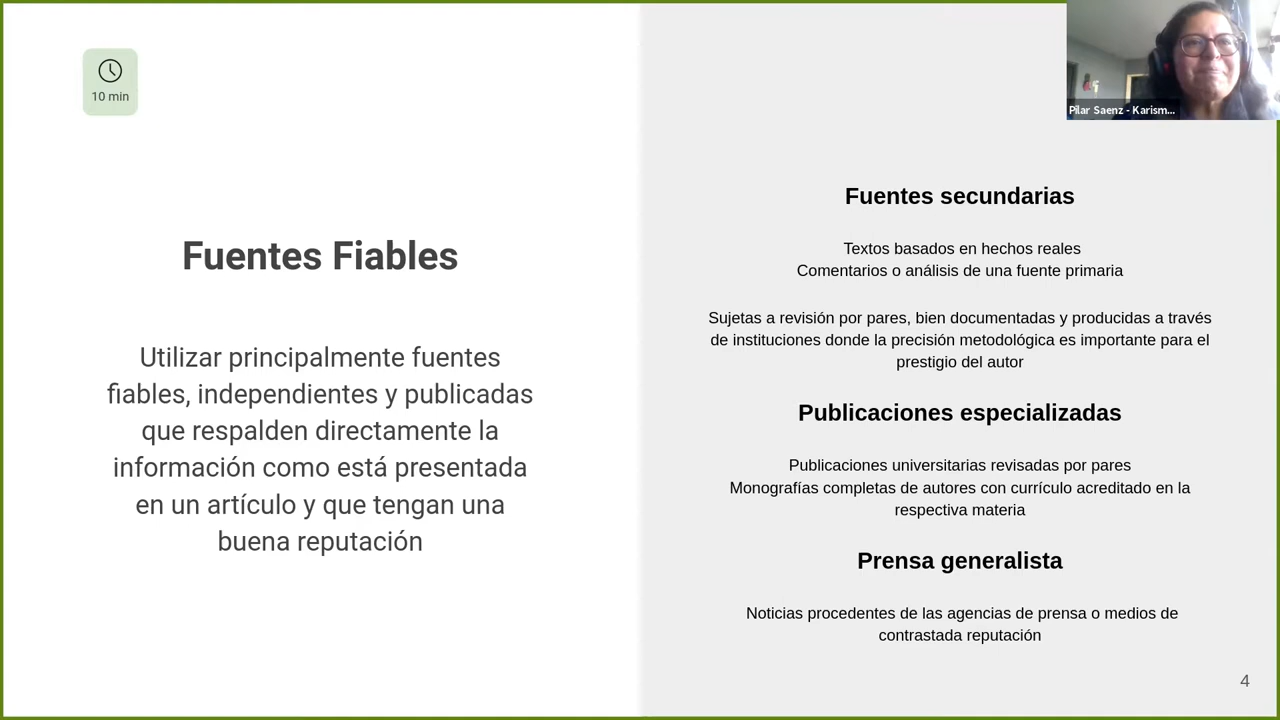 10 min
Fuentes Fiables
Utilizar principalmente fuentes
fiables, independientes y publicadas
que respalden directamente la
información como está presentada
en un artículo y que tengan una
buena reputación
Pilar Saenz - Karism...
Fuentes secundarias
Textos basados en hechos reales
Comentarios o análisis de una fuente primaria
Sujetas a revisión por pares, bien documentadas y producidas a través
de instituciones donde la precisión metodológica es importante para el
prestigio del autor
Publicaciones especializadas
Publicaciones universitarias revisadas por pares
Monografías completas de autores con currículo acreditado en la
respectiva materia
Prensa generalista
Noticias procedentes de las agencias de prensa o medios de
contrastada reputación
4